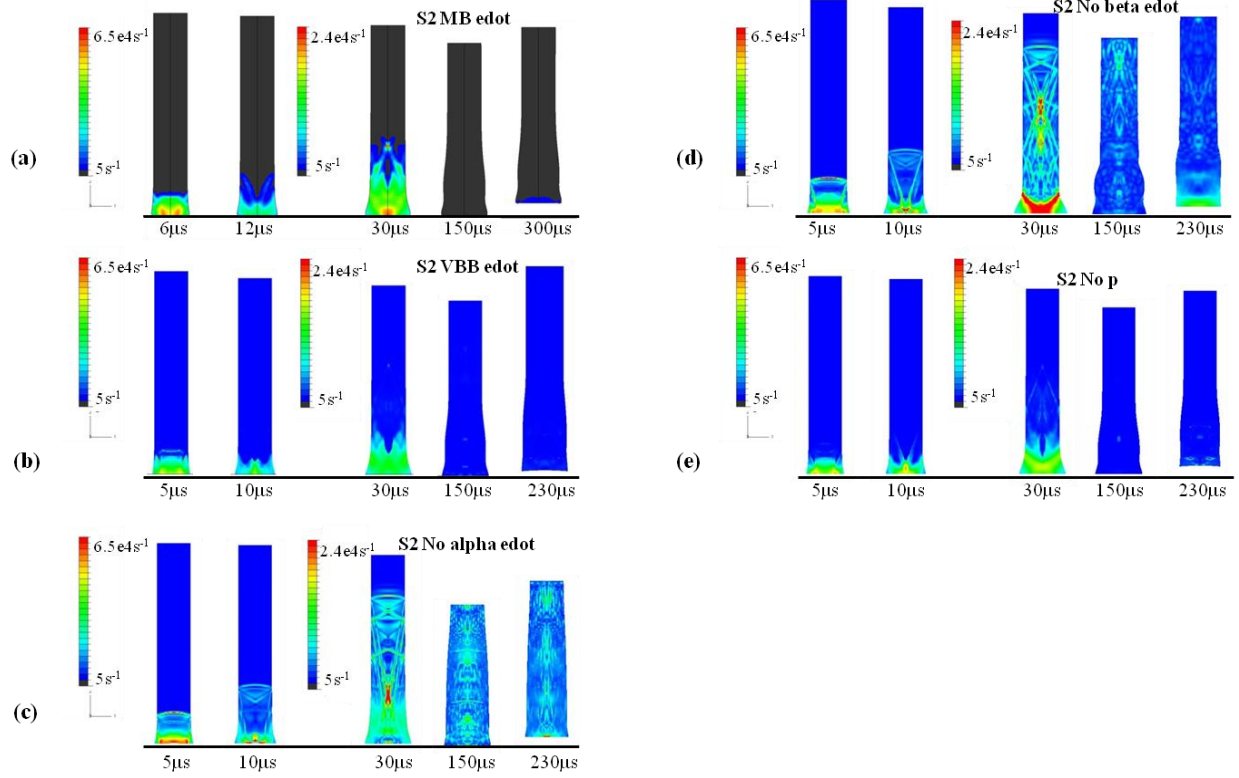 (a)
S2 MB edot
6.5e4s-1
5s-1
2.4e4s-1
5s-1
6μs 12μs 30μs 150μs 300μs
(b)
S2 VBB edot
6.5e4s-1
5s-1
2.4e4s-1
5s-1
5μs 10μs 30μs 150μs 230μs
(c)
S2 No alpha edot
6.5e4s-1
5s-1
2.4e4s-1
5s-1
5μs 10μs 30μs 150μs 230μs
(d)
S2 No beta edot
6.5e4s-1
5s-1
2.4e4s-1
5s-1
5μs 10μs 30μs 150μs 230μs
(e)
S2 No p
6.5e4s-1
5s-1
2.4e4s-1
5s-1
5μs 10μs 30μs 150μs 230μs